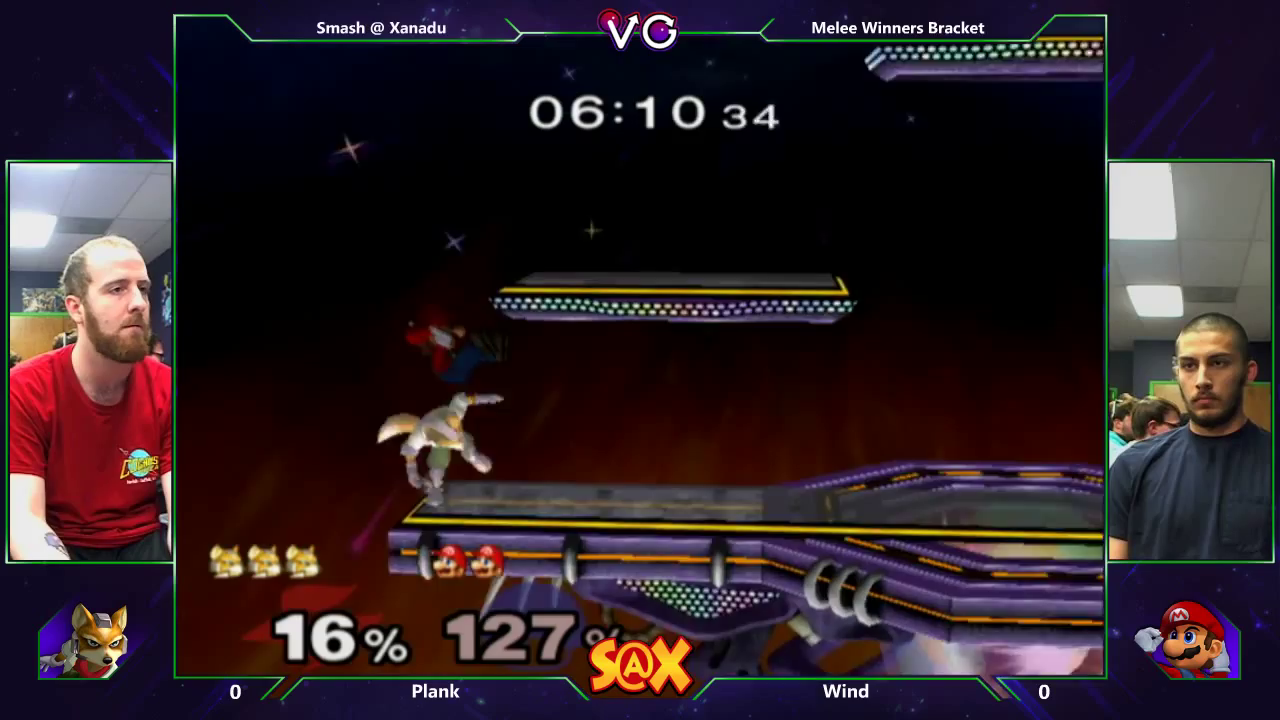 Smash @ Xanadu
VG
Melee Winners Bracket
06:10 34
16% 127%
S@X
0
Plank
Wind
0